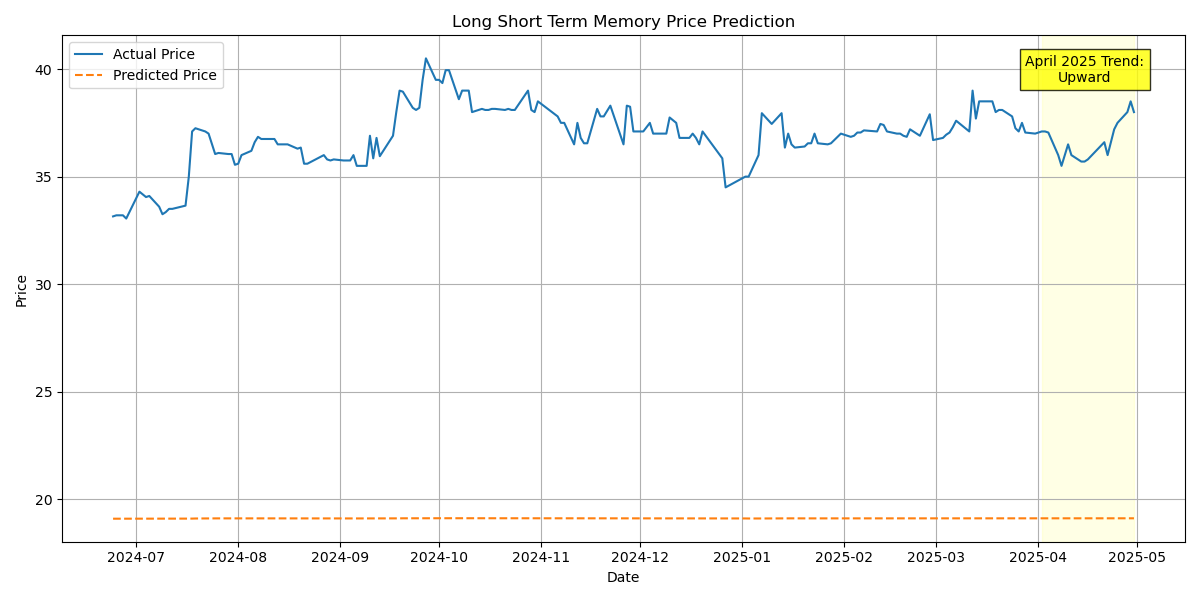 Long Short Term Memory Price Prediction
Actual Price
Predicted Price
April 2025 Trend:
Upward
Price
40
35
30
25
20
2024-07 2024-08 2024-09 2024-10 2024-11 2024-12 2025-01 2025-02 2025-03 2025-04 2025-05
Date